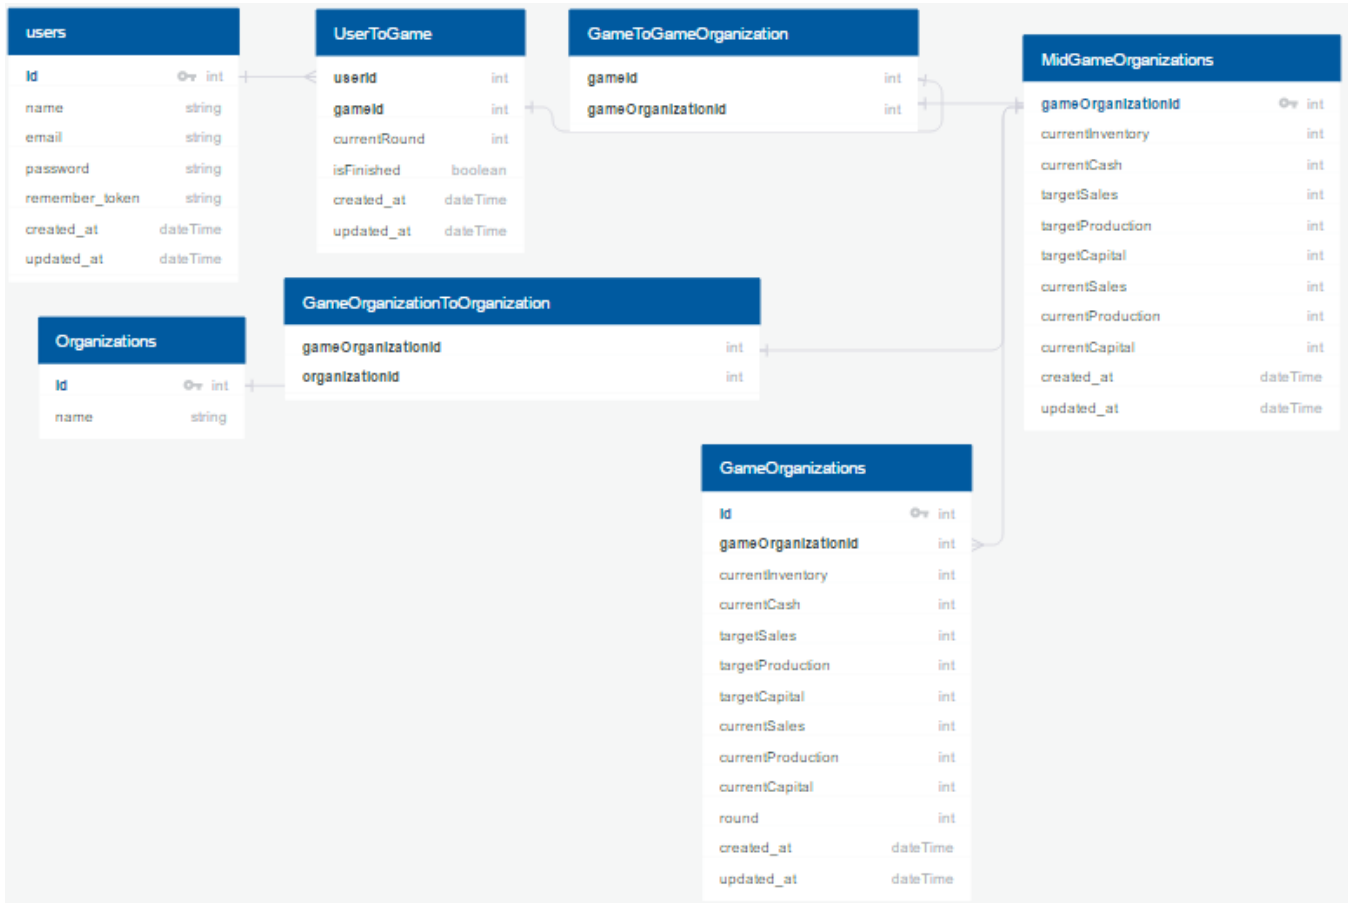 users
id int
name string
email string
password string
remember_token string
created_at dateTime
updated_at dateTime
UserToGame
userId int
gameId int
currentRound int
isFinished boolean
created_at dateTime
updated_at dateTime
GameToGameOrganization
gameId int
gameOrganizationId int
MidGameOrganizations
gameOrganizationId int
currentInventory int
currentCash int
targetSales int
targetProduction int
targetCapital int
currentSales int
currentProduction int
currentCapital int
created_at dateTime
updated_at dateTime
GameOrganizationToOrganization
gameOrganizationId int
organizationId int
Organizations
id int
name string
GameOrganizations
id int
gameOrganizationId int
currentInventory int
currentCash int
targetSales int
targetProduction int
targetCapital int
currentSales int
currentProduction int
currentCapital int
round int
created_at dateTime
updated_at dateTime